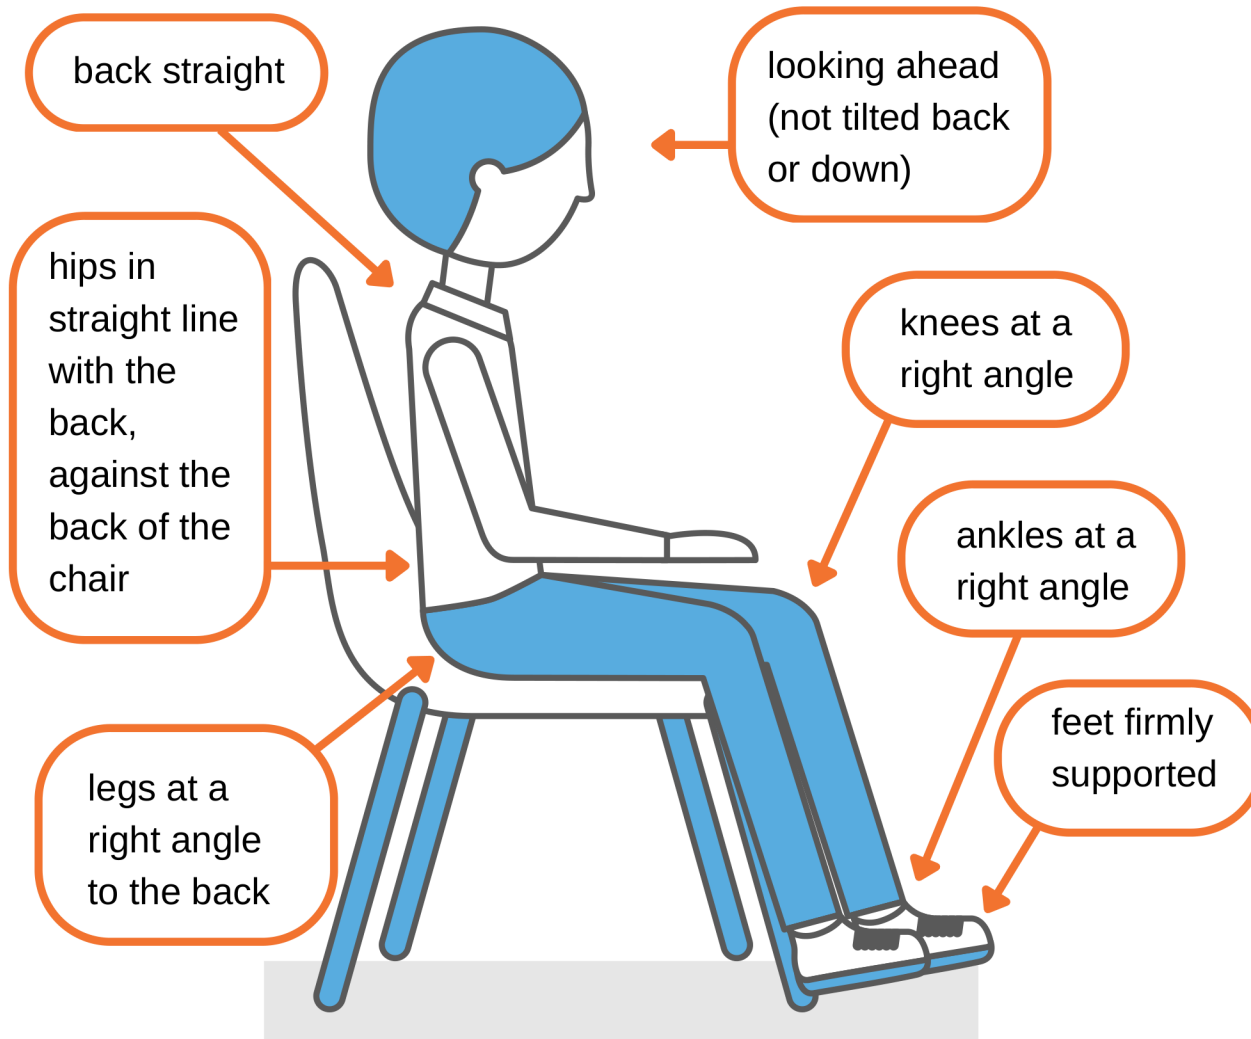 back straight
looking ahead
(not tilted back
or down)
hips in
straight line
with the
back,
against the
back of the
chair
knees at a
right angle
ankles at a
right angle
feet firmly
supported
legs at a
right angle
to the back